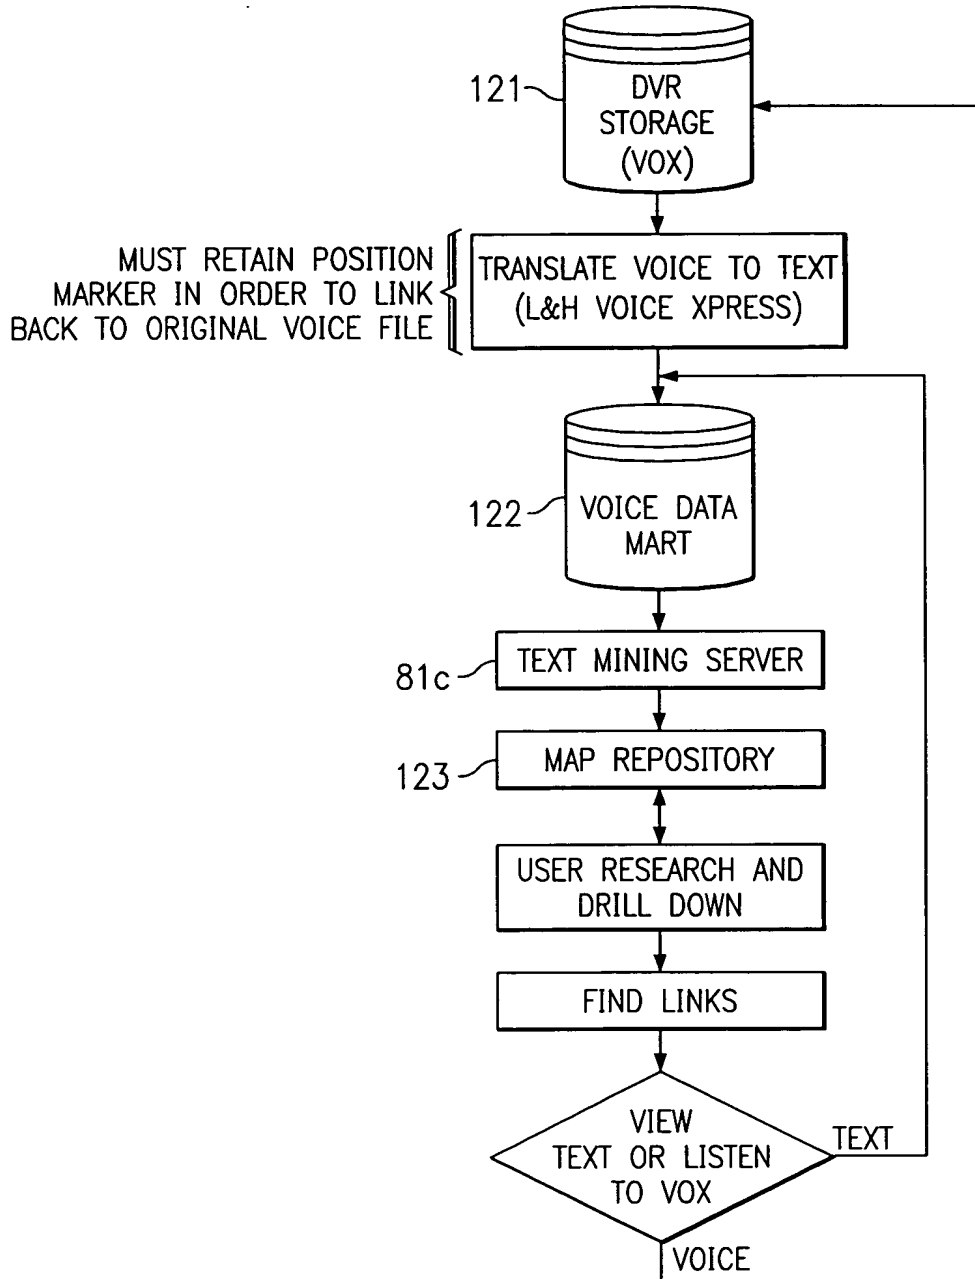 121
DVR
STORAGE
(VOX)
MUST RETAIN POSITION
MARKER IN ORDER TO LINK
BACK TO ORIGINAL VOICE FILE
TRANSLATE VOICE TO TEXT
(L&H VOICE XPRESS)
122
VOICE DATA
MART
81c
TEXT MINING SERVER
123
MAP REPOSITORY
USER RESEARCH AND
DRILL DOWN
FIND LINKS
VIEW
TEXT OR LISTEN
TO VOX
TEXT
VOICE